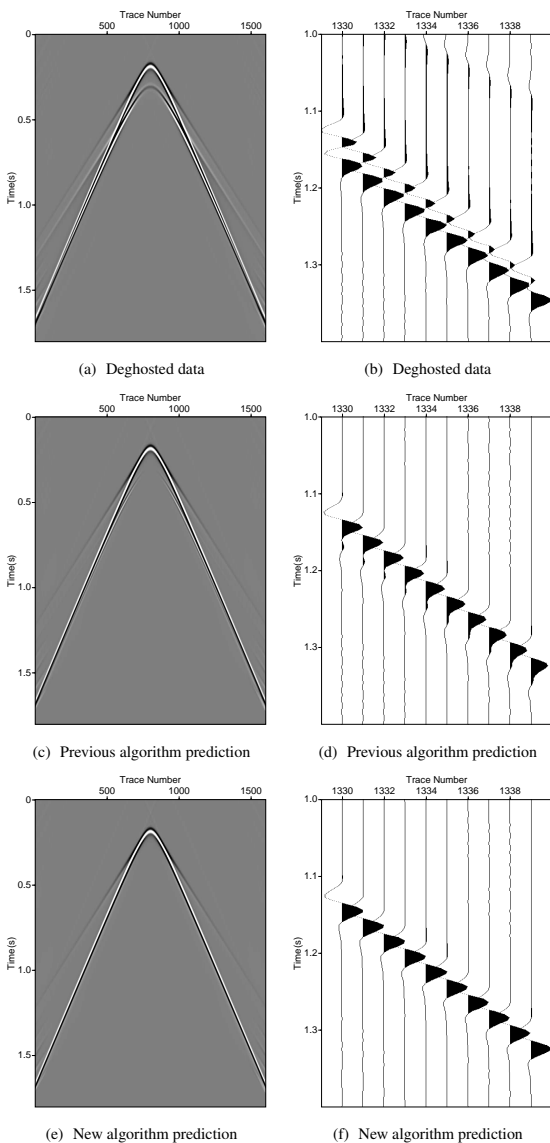 Trace Number
500 1000 1500
0
0.5
1.0
1.5
Time(s)
(a) Deghosted data
Trace Number
1330 1332 1334 1336 1338
1.0
1.1
1.2
1.3
Time(s)
(b) Deghosted data
Trace Number
500 1000 1500
0
0.5
1.0
1.5
Time(s)
(c) Previous algorithm prediction
Trace Number
1330 1332 1334 1336 1338
1.0
1.1
1.2
1.3
Time(s)
(d) Previous algorithm prediction
Trace Number
500 1000 1500
0
0.5
1.0
1.5
Time(s)
(e) New algorithm prediction
Trace Number
1330 1332 1334 1336 1338
1.0
1.1
1.2
1.3
Time(s)
(f) New algorithm prediction